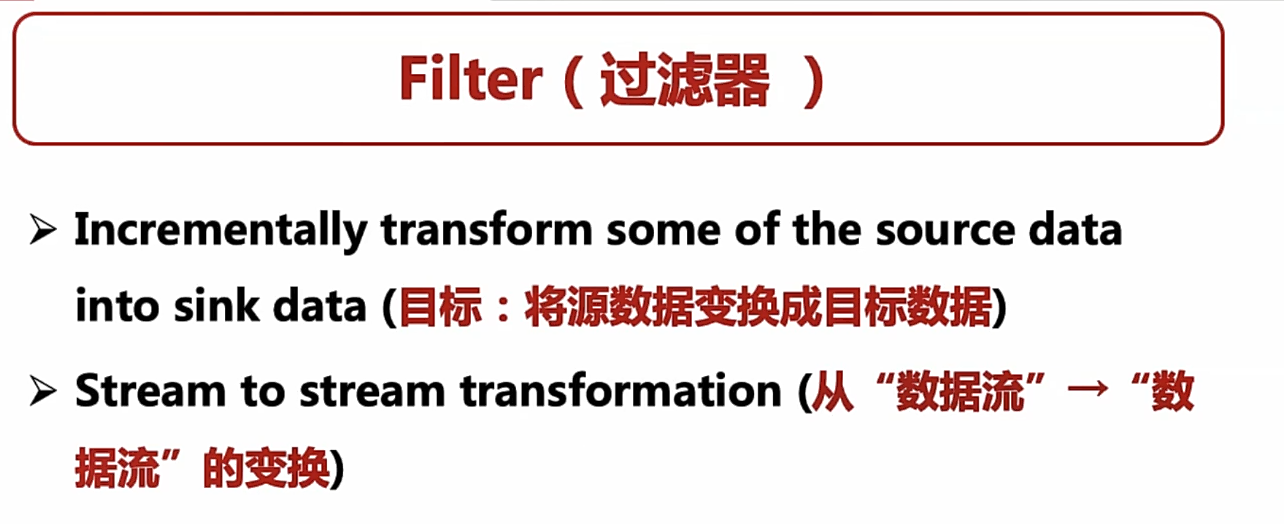 Filter（过滤器 ）
➢ Incrementally transform some of the source data
into sink data (目标：将源数据变换成目标数据)
➢ Stream to stream transformation (从“数据流”→“数
据流”的变换)